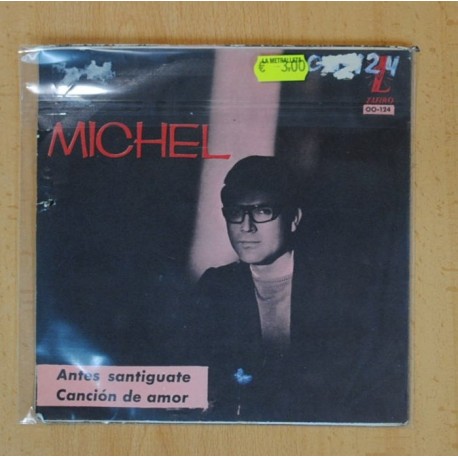 LA METRALLETA
€ 3.00
ZAFIRO
OO-124
MICHEL
Antes santiguate
Canción de amor